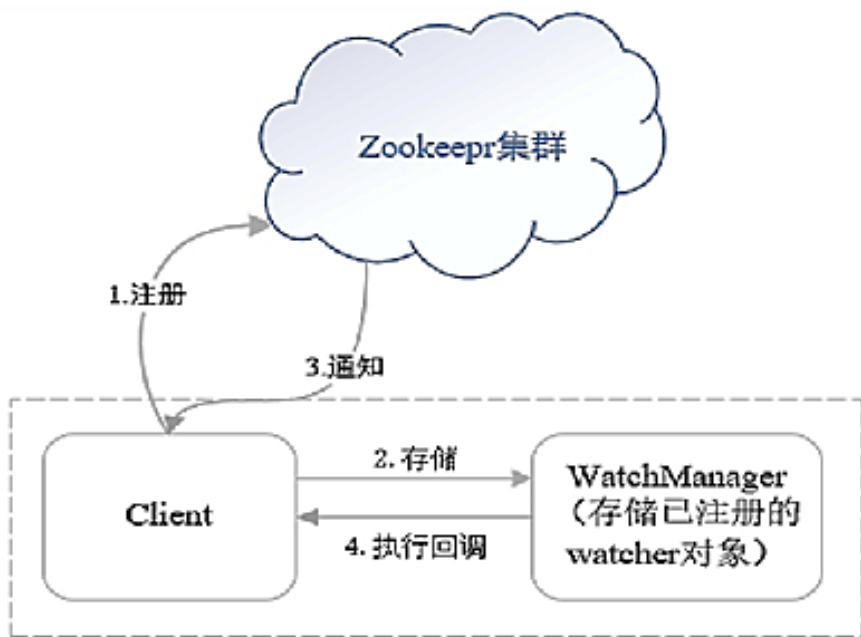 Zookeepr集群
1.注册
3.通知
Client
2. 存储
4. 执行回调
WatchManager
（存储已注册的
watcher对象）